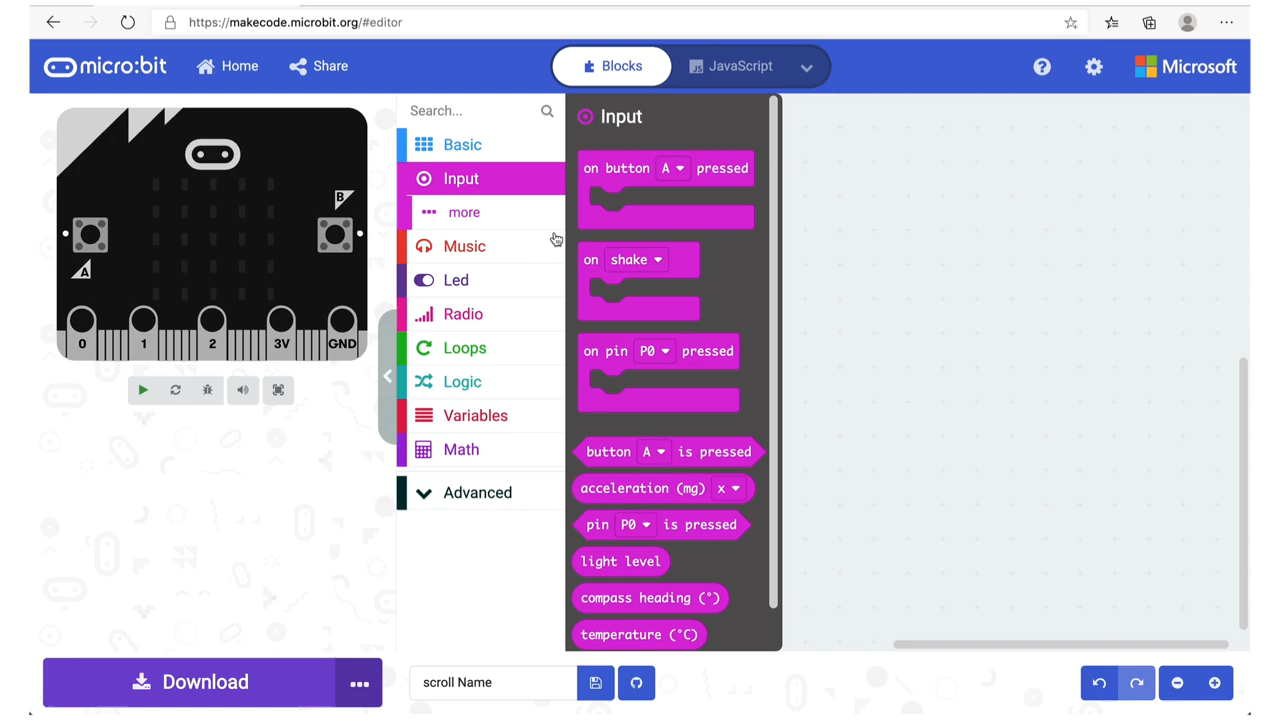 https://makecode.microbit.org/#editor
micro:bit
Home
Share
Blocks
JS JavaScript
?
Microsoft
B
A
0 1 2 3V GND
Search...
Basic
Input
more
Music
Led
Radio
Loops
Logic
Variables
Math
Advanced
Input
on button A pressed
on shake
on pin P0 pressed
button A is pressed
acceleration (mg) x
pin P0 is pressed
light level
compass heading (°)
temperature (°C)
Download
scroll Name